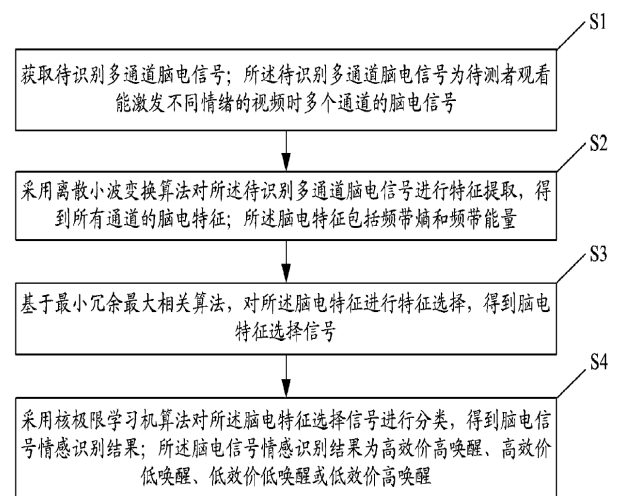 S1
获取待识别多通道脑电信号；所述待识别多通道脑电信号为待测者观看
能激发不同情绪的视频时多个通道的脑电信号
S2
采用离散小波变换算法对所述待识别多通道脑电信号进行特征提取，得
到所有通道的脑电特征；所述脑电特征包括频带熵和频带能量
S3
基于最小冗余最大相关算法，对所述脑电特征进行特征选择，得到脑电
特征选择信号
S4
采用核极限学习机算法对所述脑电特征选择信号进行分类，得到脑电信
号情感识别结果；所述脑电信号情感识别结果为高效价高唤醒、高效价
低唤醒、低效价低唤醒或低效价高唤醒